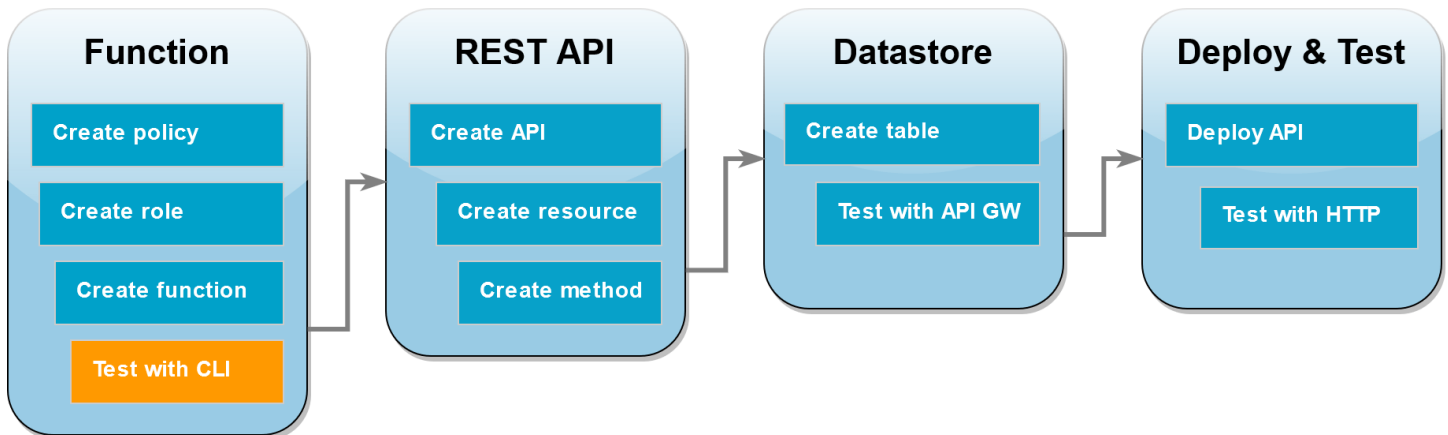 Function
Create policy
Create role
Create function
Test with CLI
REST API
Create API
Create resource
Create method
Datastore
Create table
Test with API GW
Deploy & Test
Deploy API
Test with HTTP